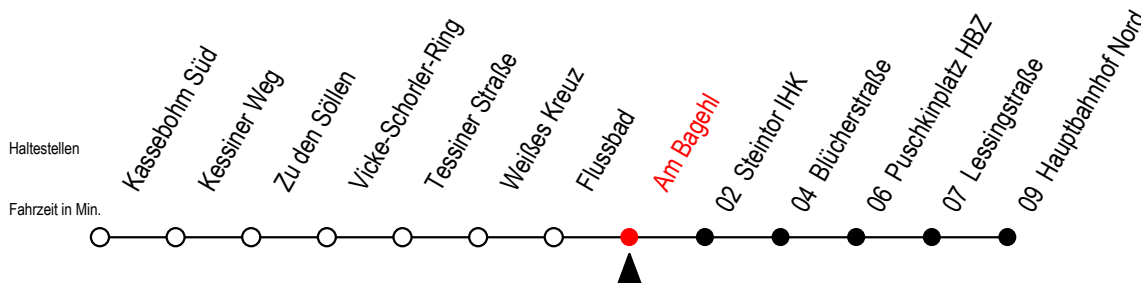 Haltestellen
Fahrzeit in Min.
Kassebohm Süd
Kessiner Weg
Zu den Söllen
Vicke-Schorler-Ring
Tessiner Straße
Weißes Kreuz
Flussbad
Am Bagehl
02 Steintor IHK
04 Blücherstraße
06 Puschkinplatz HBZ
07 Lessingstraße
09 Hauptbahnhof Nord